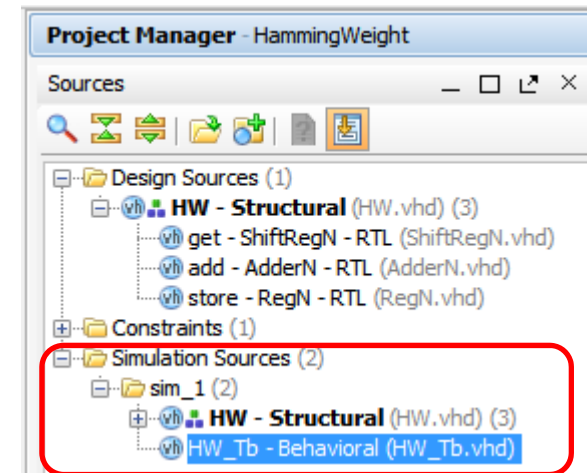 Project Manager - HammingWeight
Sources
Design Sources (1)
HW - Structural (HW.vhd) (3)
get - ShiftRegN - RTL (ShiftRegN.vhd)
add - AdderN - RTL (AdderN.vhd)
store - RegN - RTL (RegN.vhd)
Constraints (1)
Simulation Sources (2)
sim_1 (2)
HW - Structural (HW.vhd) (3)
HW_Tb - Behavioral (HW_Tb.vhd)